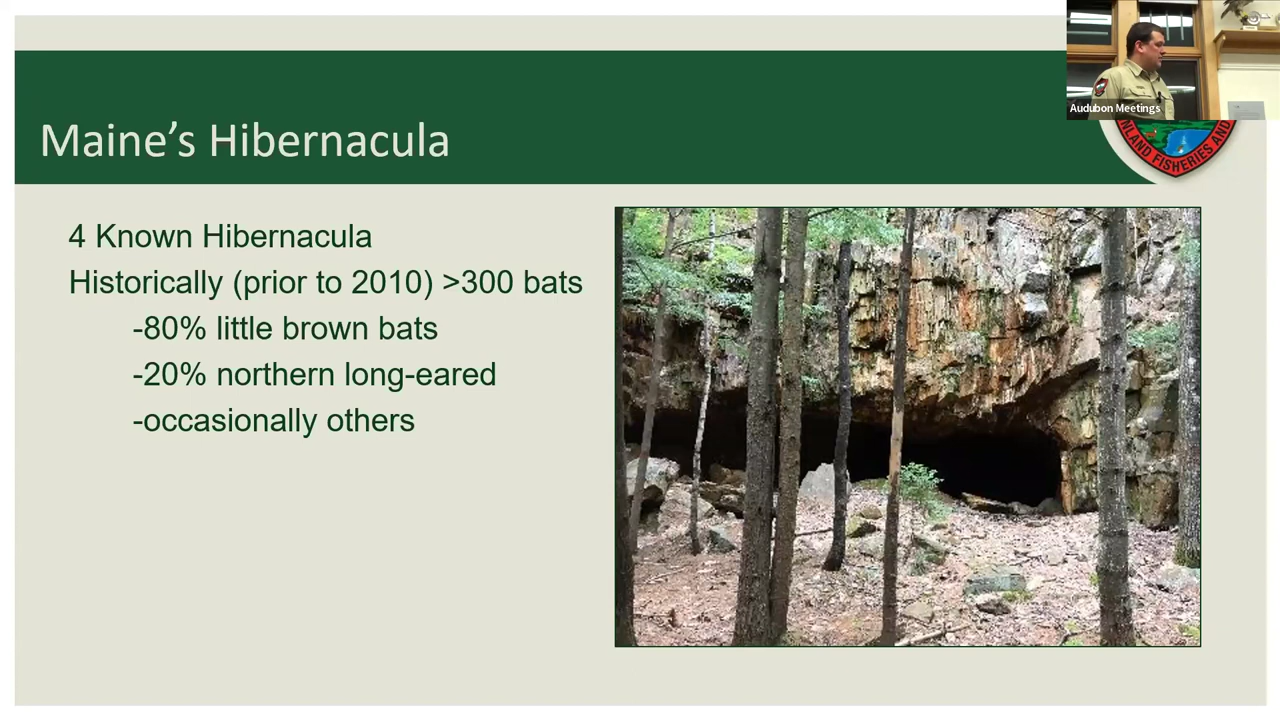 Audubon Meetings
Maine's Hibernacula
INLAND FISHERIES AND
4 Known Hibernacula
Historically (prior to 2010) >300 bats
-80% little brown bats
-20% northern long-eared
-occasionally others